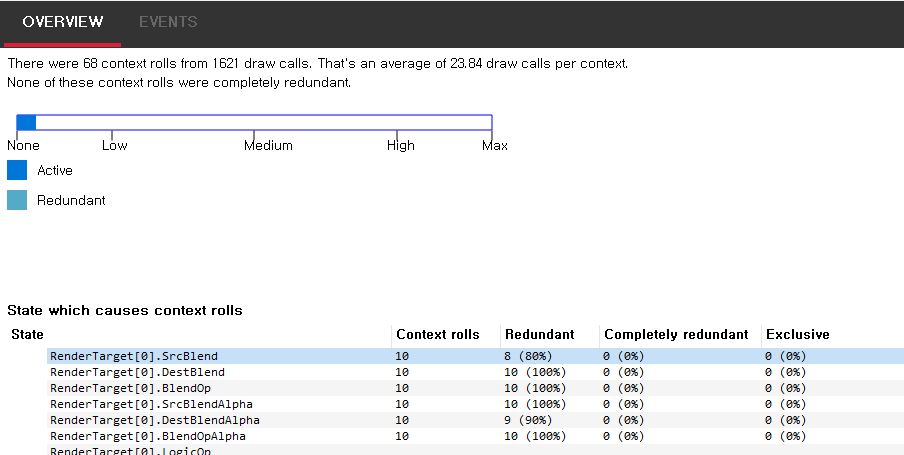 OVERVIEW EVENTS
There were 68 context rolls from 1621 draw calls. That's an average of 23.84 draw calls per context.
None of these context rolls were completely redundant.
None Low Medium High Max
Active
Redundant
State which causes context rolls
State Context rolls Redundant Completely redundant Exclusive
RenderTarget[0].SrcBlend 10 8 (80%) 0 (0%) 0 (0%)
RenderTarget[0].DestBlend 10 10 (100%) 0 (0%) 0 (0%)
RenderTarget[0].BlendOp 10 10 (100%) 0 (0%) 0 (0%)
RenderTarget[0].SrcBlendAlpha 10 10 (100%) 0 (0%) 0 (0%)
RenderTarget[0].DestBlendAlpha 10 9 (90%) 0 (0%) 0 (0%)
RenderTarget[0].BlendOpAlpha 10 10 (100%) 0 (0%) 0 (0%)
RenderTarget[0].LogicOp